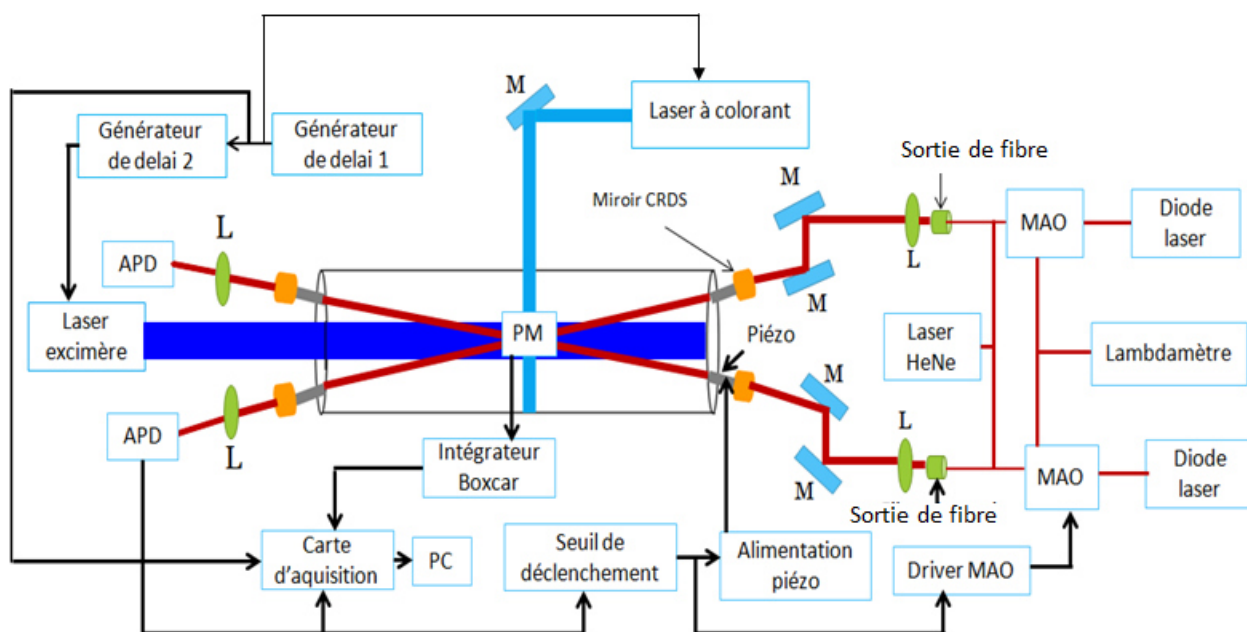 M
Laser à colorant
Générateur
de delai 2
Générateur
de delai 1
Sortie de fibre
M
Miroir CRDS
L
MAO
Diode
laser
APD
L
M
PM
Laser
excimère
Piézo
Laser
HeNe
Lambdamètre
M
L
APD
L
Intégrateur
Boxcar
M
MAO
Diode
laser
Sortie de fibre
Carte
d'aquisition
PC
Seuil de
déclenchement
Alimentation
piézo
Driver MAO